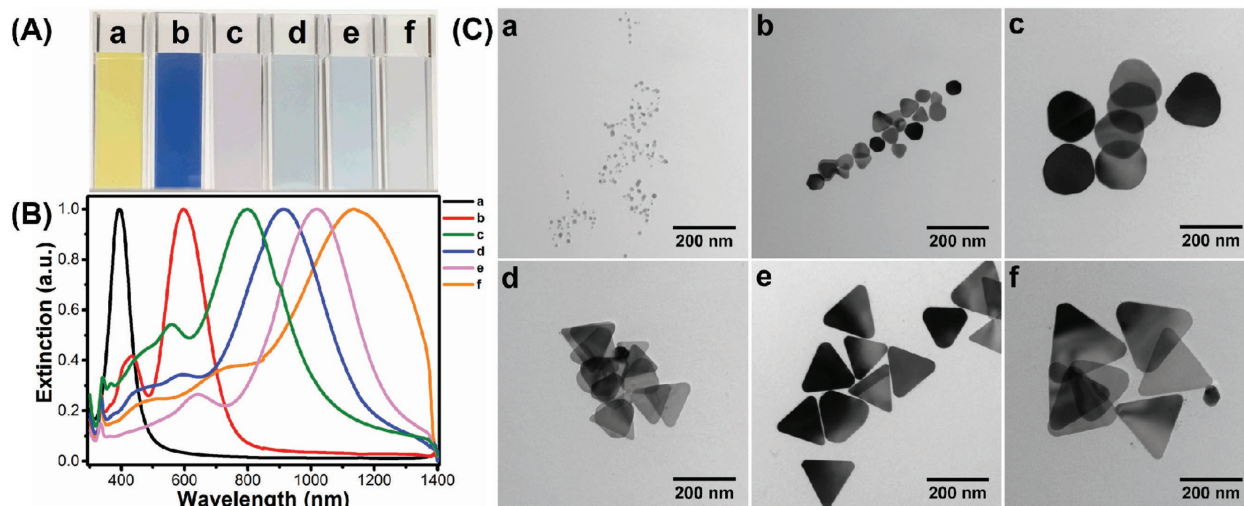 (A)
a b c d e f
(B)
1.0
0.8
0.6
0.4
0.2
0.0
Extinction (a.u.)
400 600 800 1000 1200 1400
Wavelength (nm)
a
b
c
d
e
f
(C)
a
200 nm
b
200 nm
c
200 nm
d
200 nm
e
200 nm
f
200 nm